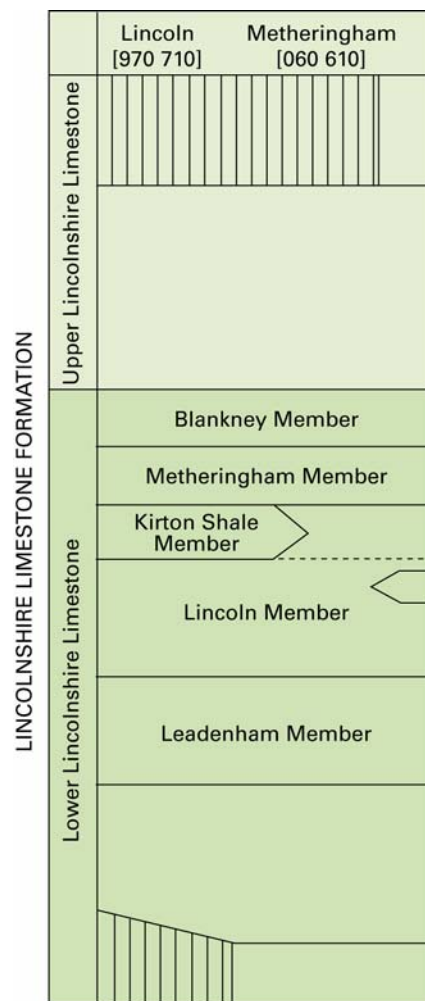 Lincoln
[970 710]
Metheringham
[060 610]
LINCOLNSHIRE LIMESTONE FORMATION
Upper Lincolnshire Limestone
Lower Lincolnshire Limestone
Blankney Member
Metheringham Member
Kirton Shale
Member
Lincoln Member
Leadenham Member